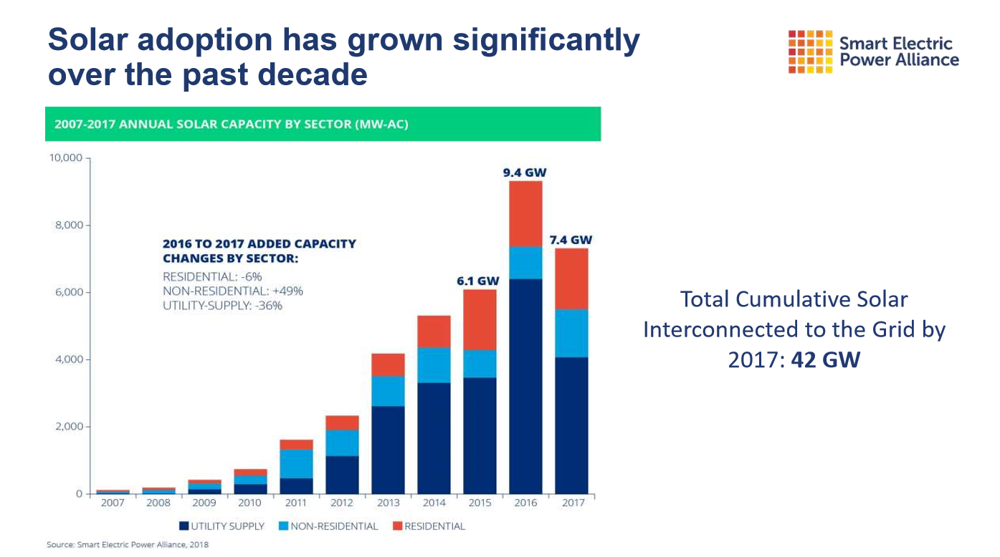 Solar adoption has grown significantly
over the past decade
Smart Electric
Power Alliance
2007-2017 ANNUAL SOLAR CAPACITY BY SECTOR (MW-AC)
10,000
8,000
6,000
4,000
2,000
0
2016 TO 2017 ADDED CAPACITY
CHANGES BY SECTOR:
RESIDENTIAL: -6%
NON-RESIDENTIAL: +49%
UTILITY-SUPPLY: -36%
6.1 GW
9.4 GW
7.4 GW
2007 2008 2009 2010 2011 2012 2013 2014 2015 2016 2017
UTILITY SUPPLY NON-RESIDENTIAL RESIDENTIAL
Total Cumulative Solar
Interconnected to the Grid by
2017: 42 GW
Source: Smart Electric Power Alliance, 2018